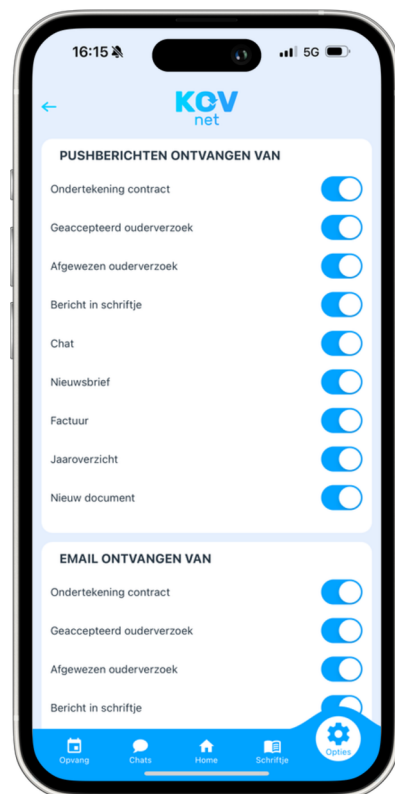 16:15
5G
KOV
net
PUSHBERICHTEN ONTVANGEN VAN
Ondertekening contract
Geaccepteerd ouderverzoek
Afgewezen ouderverzoek
Bericht in schriftje
Chat
Nieuwsbrief
Factuur
Jaaroverzicht
Nieuw document
EMAIL ONTVANGEN VAN
Ondertekening contract
Geaccepteerd ouderverzoek
Afgewezen ouderverzoek
Bericht in schriftje
Opvang
Chats
Home
Schriftje
Opties